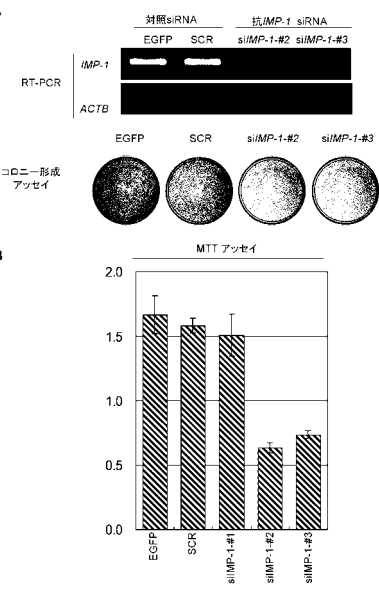 対照siRNA 抗IMP-1 siRNA
EGFP SCR siIMP-1-#2 siIMP-1-#3
RT-PCR
IMP-1
ACTB
EGFP SCR siIMP-1-#2 siIMP-1-#3
コロニー形成
アッセイ
MTT アッセイ
2.0
1.5
1.0
0.5
0.0
EGFP
SCR
siIMP-1-#1
siIMP-1-#2
siIMP-1-#3